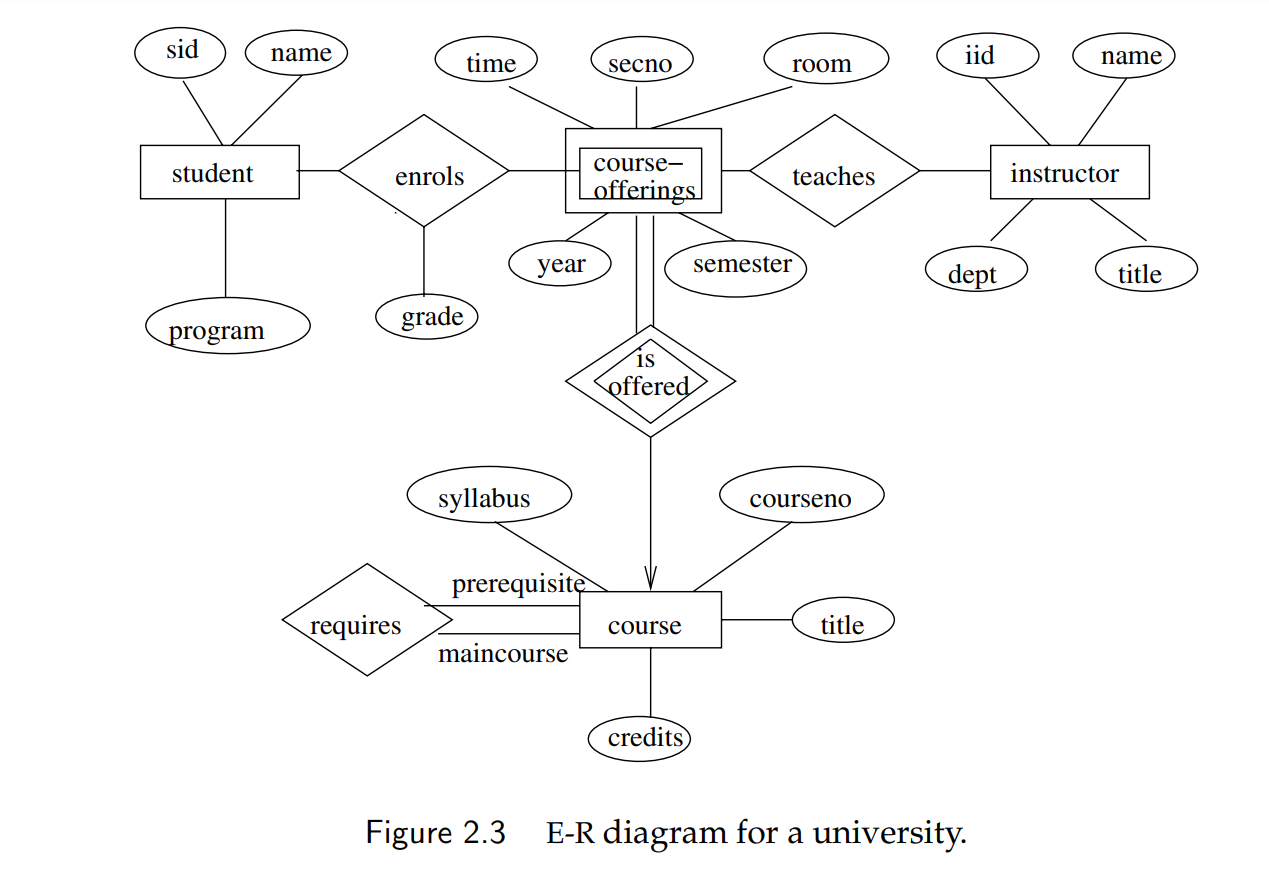 sid
name
time
secno
room
iid
name
student
enrols
course–
offerings
teaches
instructor
year
semester
dept
title
program
grade
is
offered
syllabus
courseno
prerequisite
requires
course
title
maincourse
credits
Figure 2.3 E-R diagram for a university.